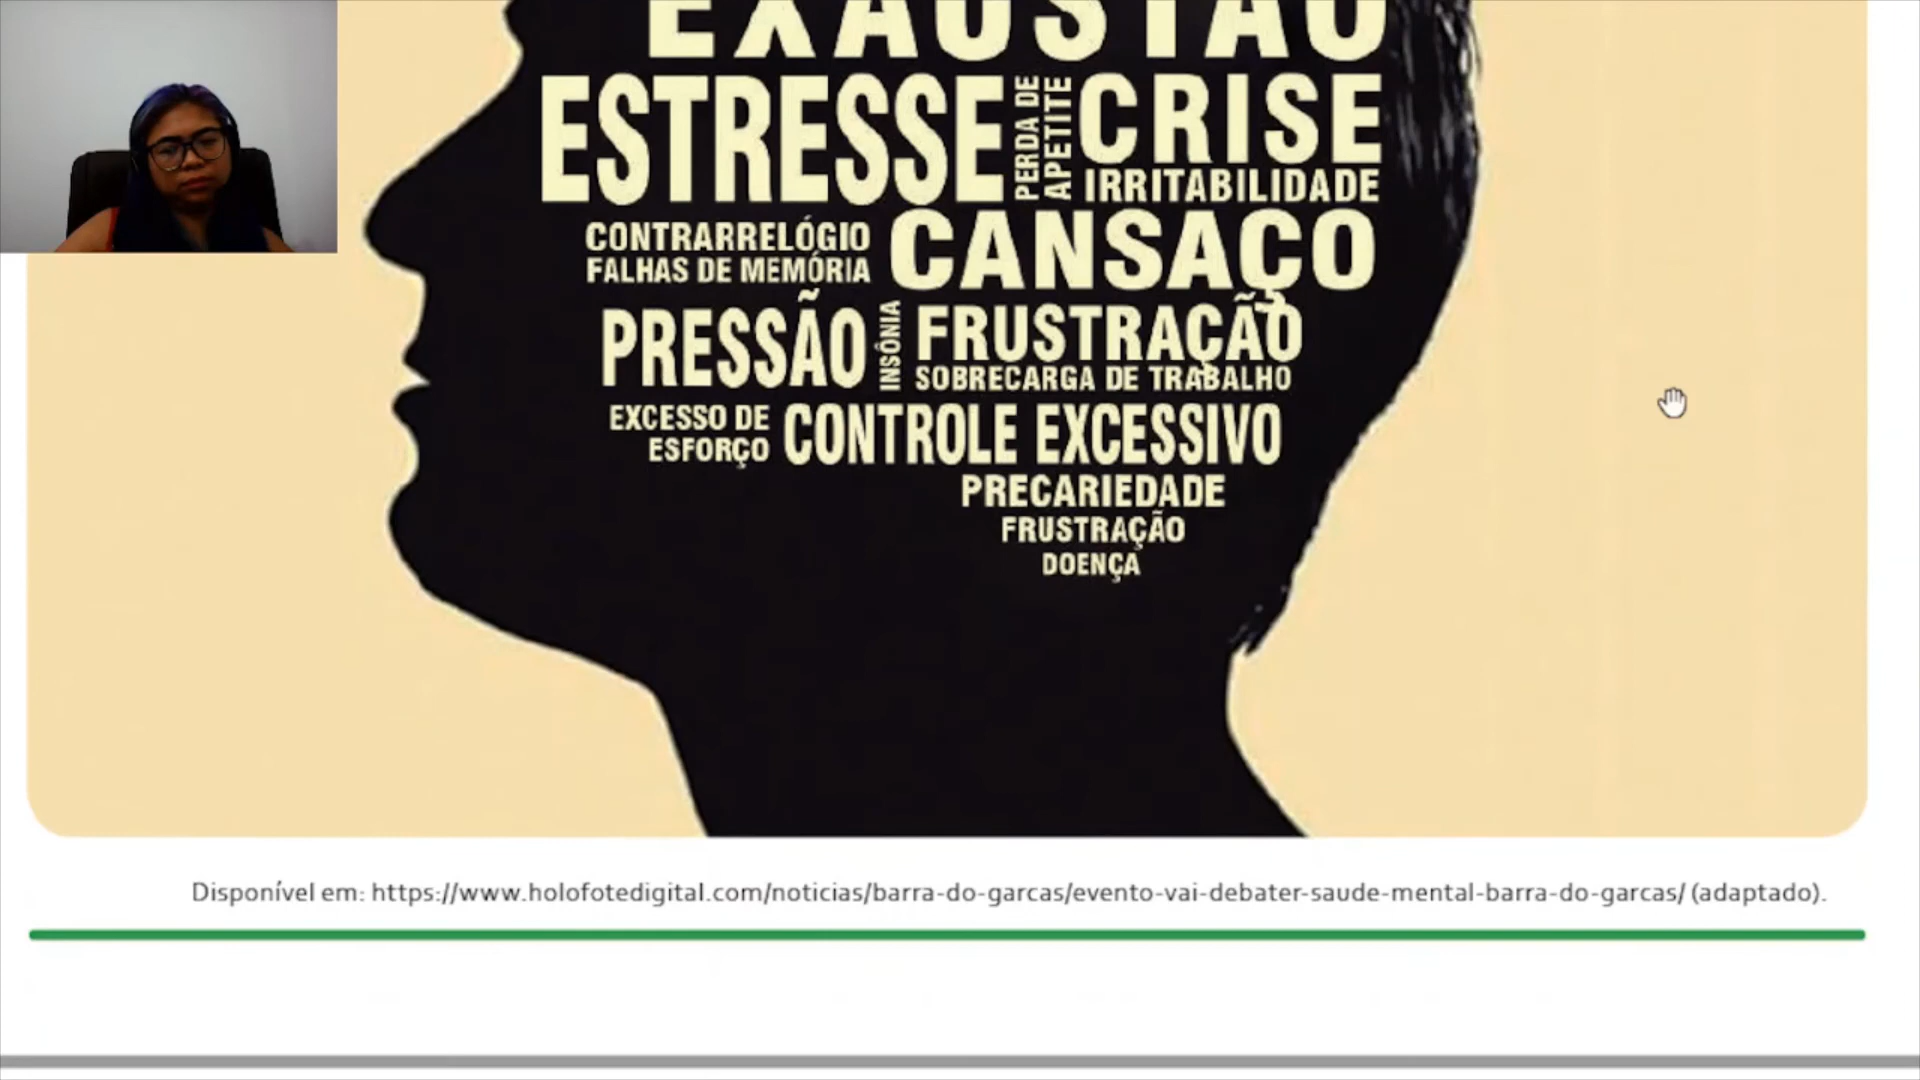 EXAUSTÃO
ESTRESSE
PERDA DE
APETITE
CRISE
IRRITABILIDADE
CONTRARRELÓGIO
FALHAS DE MEMÓRIA
CANSAÇO
PRESSÃO
INSÔNIA
FRUSTRAÇÃO
SOBRECARGA DE TRABALHO
EXCESSO DE
ESFORÇO
CONTROLE EXCESSIVO
PRECARIEDADE
FRUSTRAÇÃO
DOENÇA
Disponível em: https://www.holofotedigital.com/noticias/barra-do-garcas/evento-vai-debater-saude-mental-barra-do-garcas/ (adaptado).